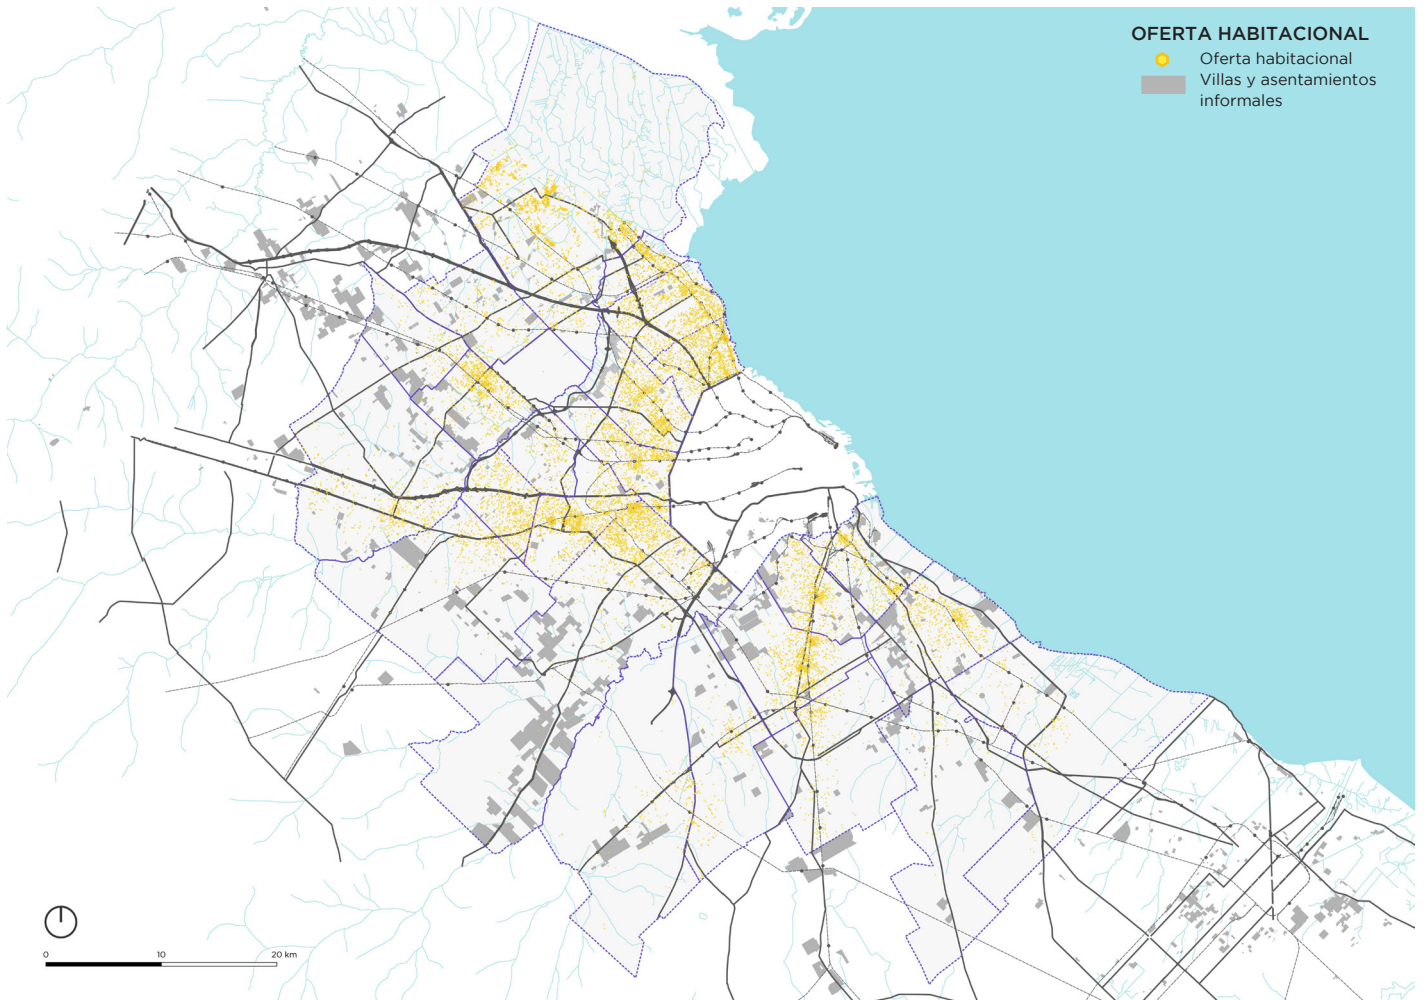 OFERTA HABITACIONAL
Oferta habitacional
Villas y asentamientos
informales
0 10 20 km